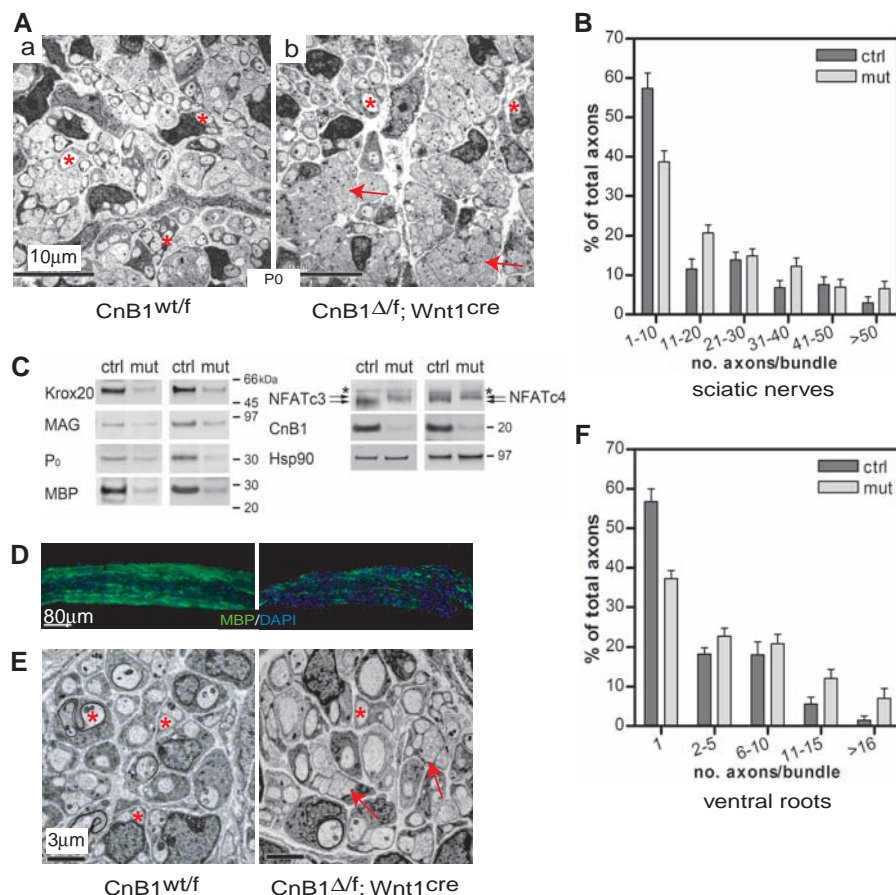 A
a
b
*
*
*
*
*
10μm
P0
CnB1wt/f
CnB1Δ/f; Wnt1cre
B
ctrl
mut
% of total axons
70
60
50
40
30
20
10
0
1-10
11-20
21-30
31-40
41-50
>50
no. axons/bundle
sciatic nerves
C
ctrl mut ctrl mut
Krox20
66kDa
45
MAG
97
P0
30
MBP
30
20
ctrl mut ctrl mut
NFATc3
*
*
NFATc4
CnB1
20
Hsp90
97
D
80μm
MBP/DAPI
E
*
*
*
*
3μm
CnB1wt/f
CnB1Δ/f; Wnt1cre
F
ctrl
mut
% of total axons
70
60
50
40
30
20
10
0
1
2-5
6-10
11-15
>16
no. axons/bundle
ventral roots